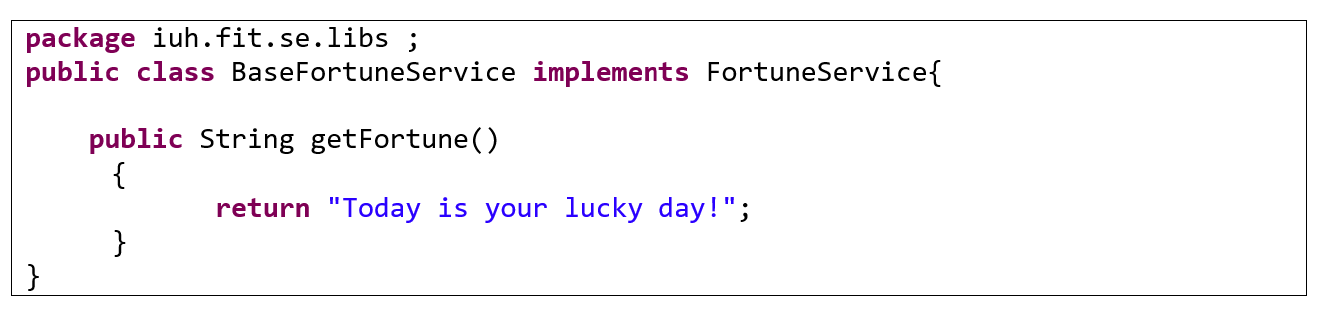 package iuh.fit.se.libs ;
public class BaseFortuneService implements FortuneService{
public String getFortune()
{
return "Today is your lucky day!";
}
}